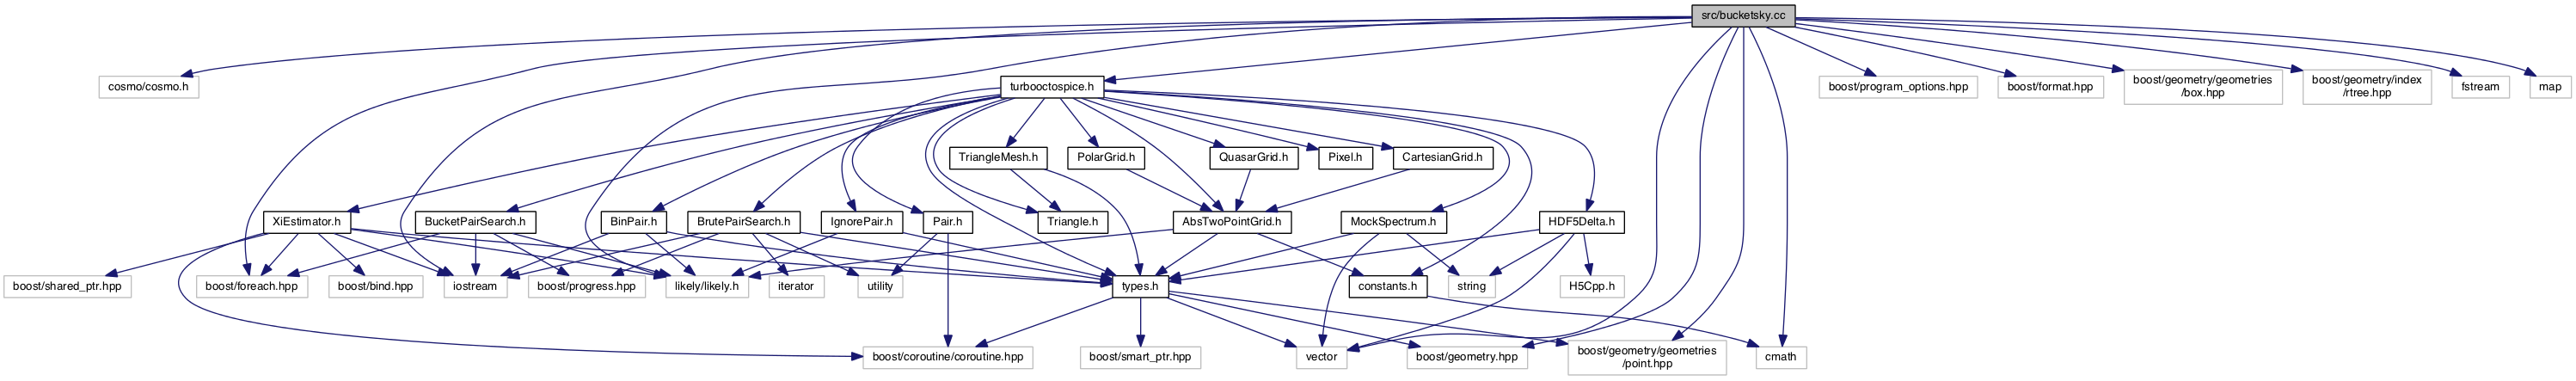 src/bucketsky.cc
cosmo/cosmo.h
turbooctospice.h
boost/program_options.hpp
boost/format.hpp
boost/geometry/geometries
/box.hpp
boost/geometry/index
/rtree.hpp
fstream
map
TriangleMesh.h
PolarGrid.h
QuasarGrid.h
Pixel.h
CartesianGrid.h
XiEstimator.h
BucketPairSearch.h
BinPair.h
BrutePairSearch.h
IgnorePair.h
Pair.h
Triangle.h
AbsTwoPointGrid.h
MockSpectrum.h
HDF5Delta.h
boost/shared_ptr.hpp
boost/foreach.hpp
boost/bind.hpp
iostream
boost/progress.hpp
likely/likely.h
iterator
utility
types.h
constants.h
string
H5Cpp.h
boost/coroutine/coroutine.hpp
boost/smart_ptr.hpp
vector
boost/geometry.hpp
boost/geometry/geometries
/point.hpp
cmath